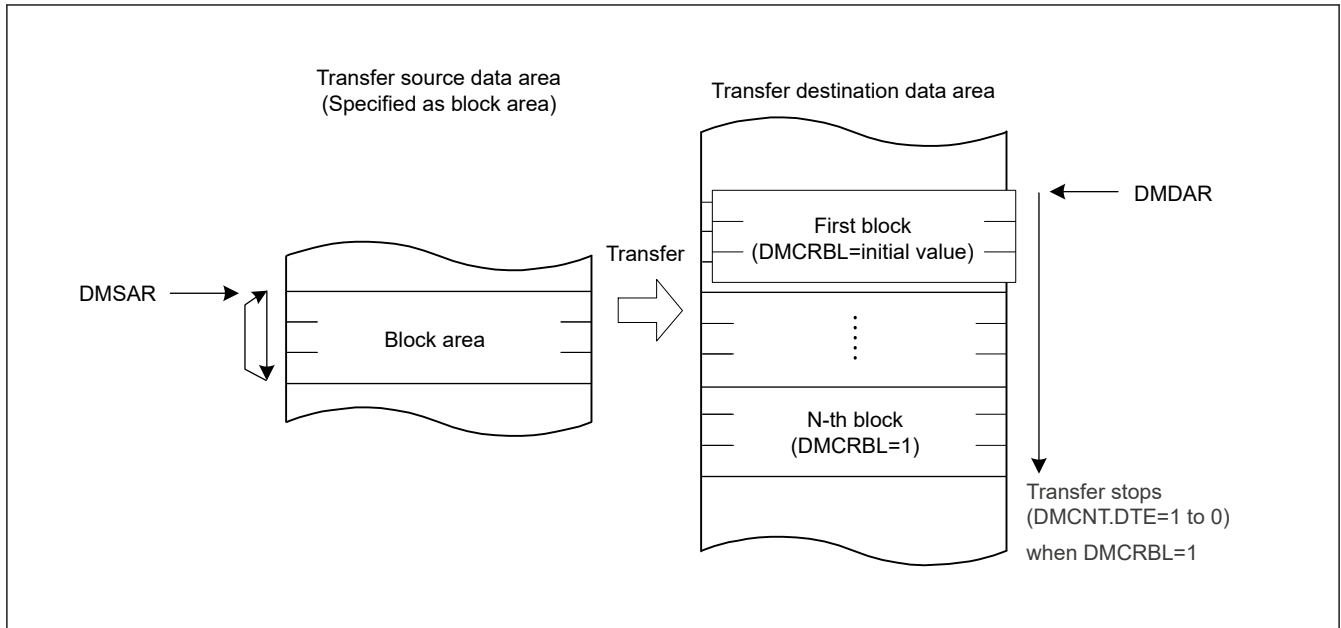 Transfer source data area
(Specified as block area)
Transfer destination data area
DMDAR
First block
(DMCRBL=initial value)
Transfer
DMSAR
Block area
N-th block
(DMCRBL=1)
Transfer stops
(DMCNT.DTE=1 to 0)
when DMCRBL=1